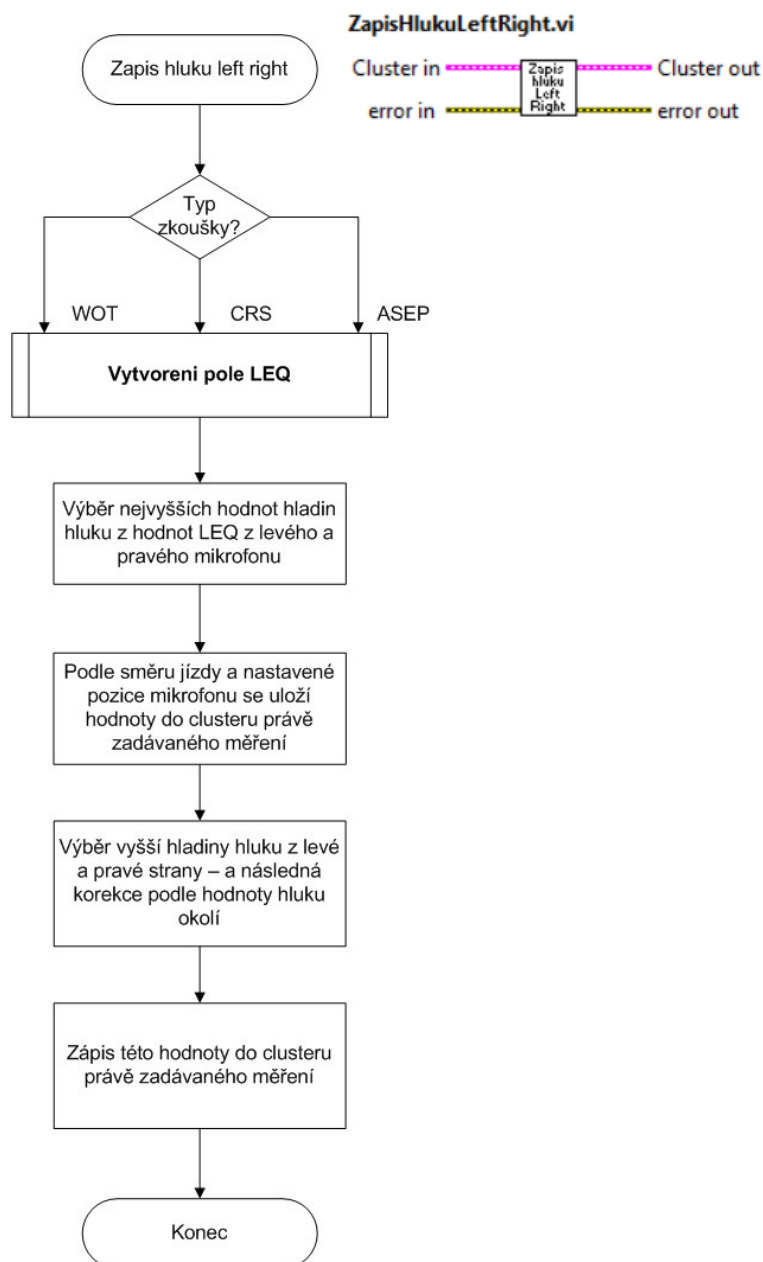 ZapisHlukuLeftRight.vi
Cluster in
Zapis
hluku
Left
Right
Cluster out
error in
error out
Zapis hluku left right
Typ
zkoušky?
WOT
CRS
ASEP
Vytvoreni pole LEQ
Výběr nejvyšších hodnot hladin
hluku z hodnot LEQ z levého a
pravého mikrofonu
Podle směru jízdy a nastavené
pozice mikrofonu se uloží
hodnoty do clusteru právě
zadávaného měření
Výběr vyšší hladiny hluku z levé
a pravé strany – a následná
korekce podle hodnoty hluku
okolí
Zápis této hodnoty do clusteru
právě zadávaného měření
Konec